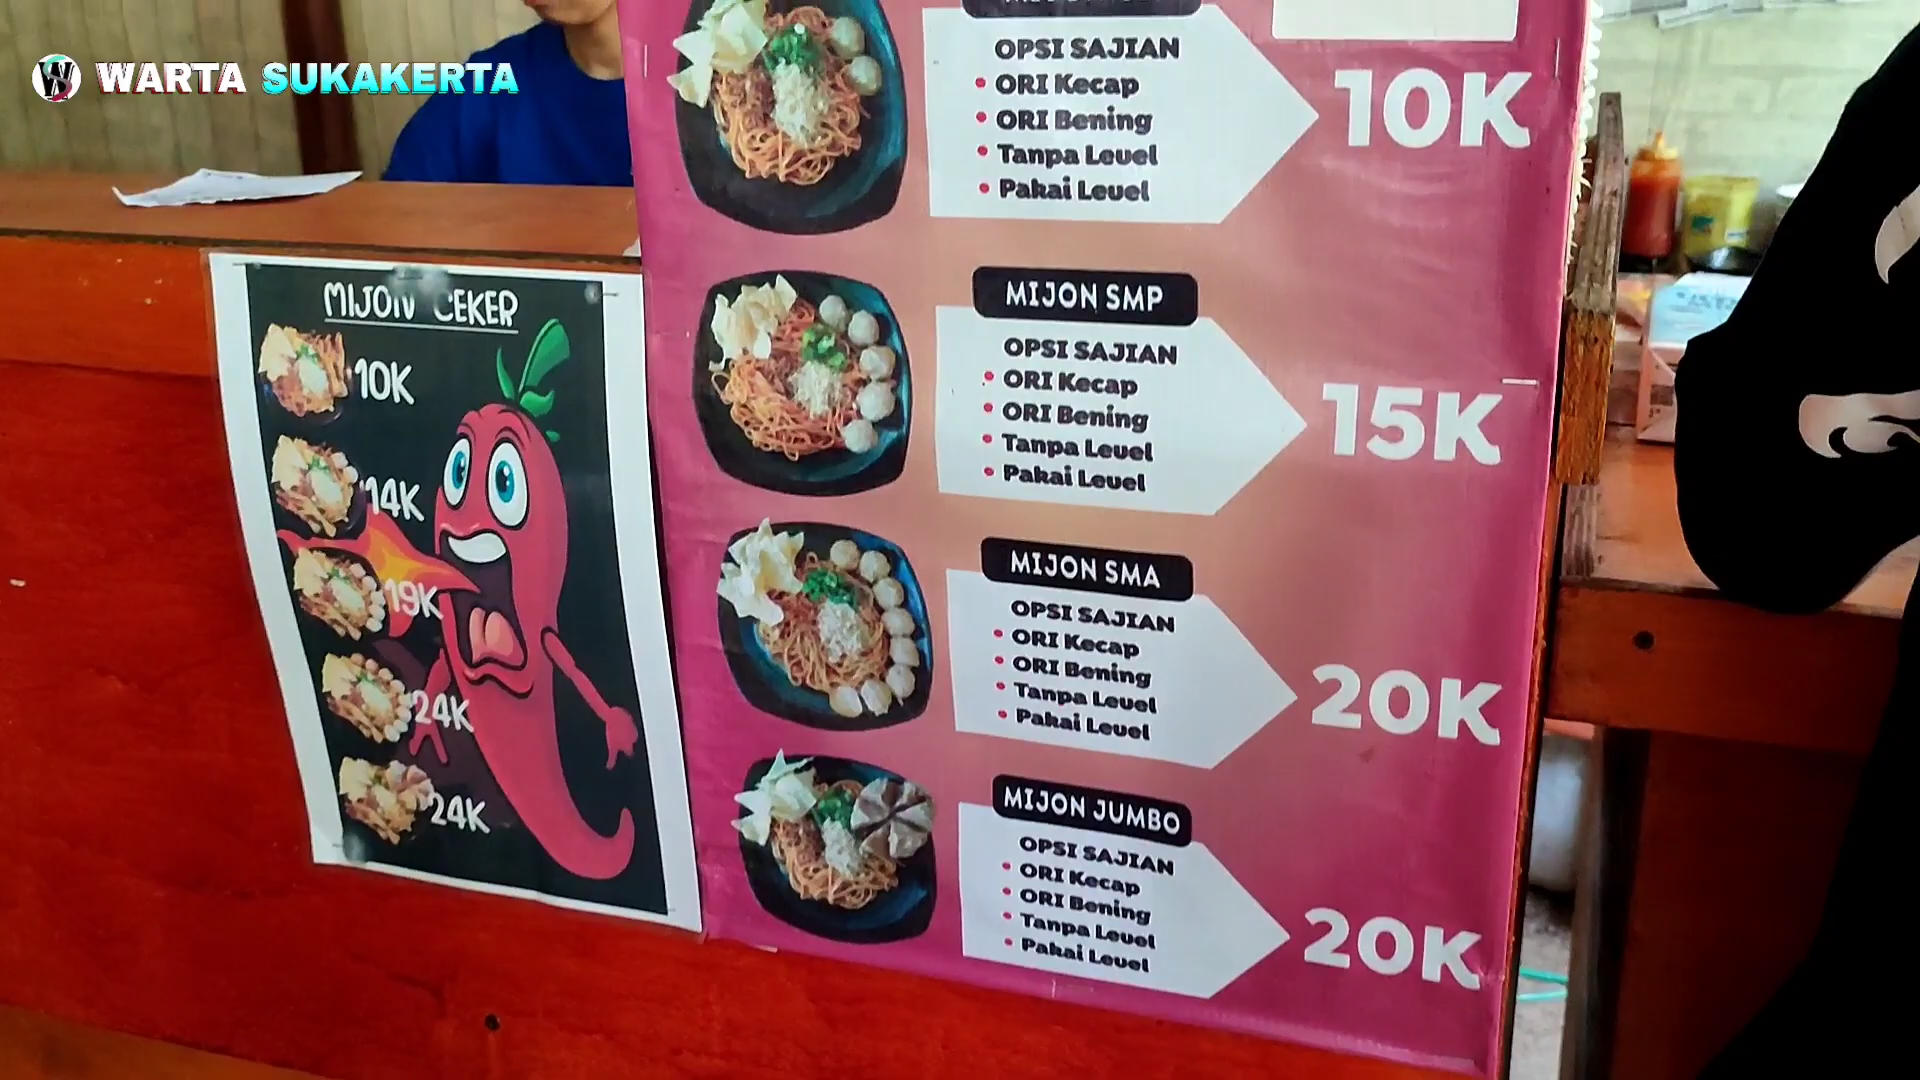 WARTA SUKAKERTA
MIJON CEKER
10K
14K
19K
24K
24K
OPSI SAJIAN
• ORI Kecap
• ORI Bening
• Tanpa Level
• Pakai Level
10K
MIJON SMP
OPSI SAJIAN
• ORI Kecap
• ORI Bening
• Tanpa Level
• Pakai Level
15K
MIJON SMA
OPSI SAJIAN
• ORI Kecap
• ORI Bening
• Tanpa Level
• Pakai Level
20K
MIJON JUMBO
OPSI SAJIAN
• ORI Kecap
• ORI Bening
• Tanpa Level
• Pakai Level
20K